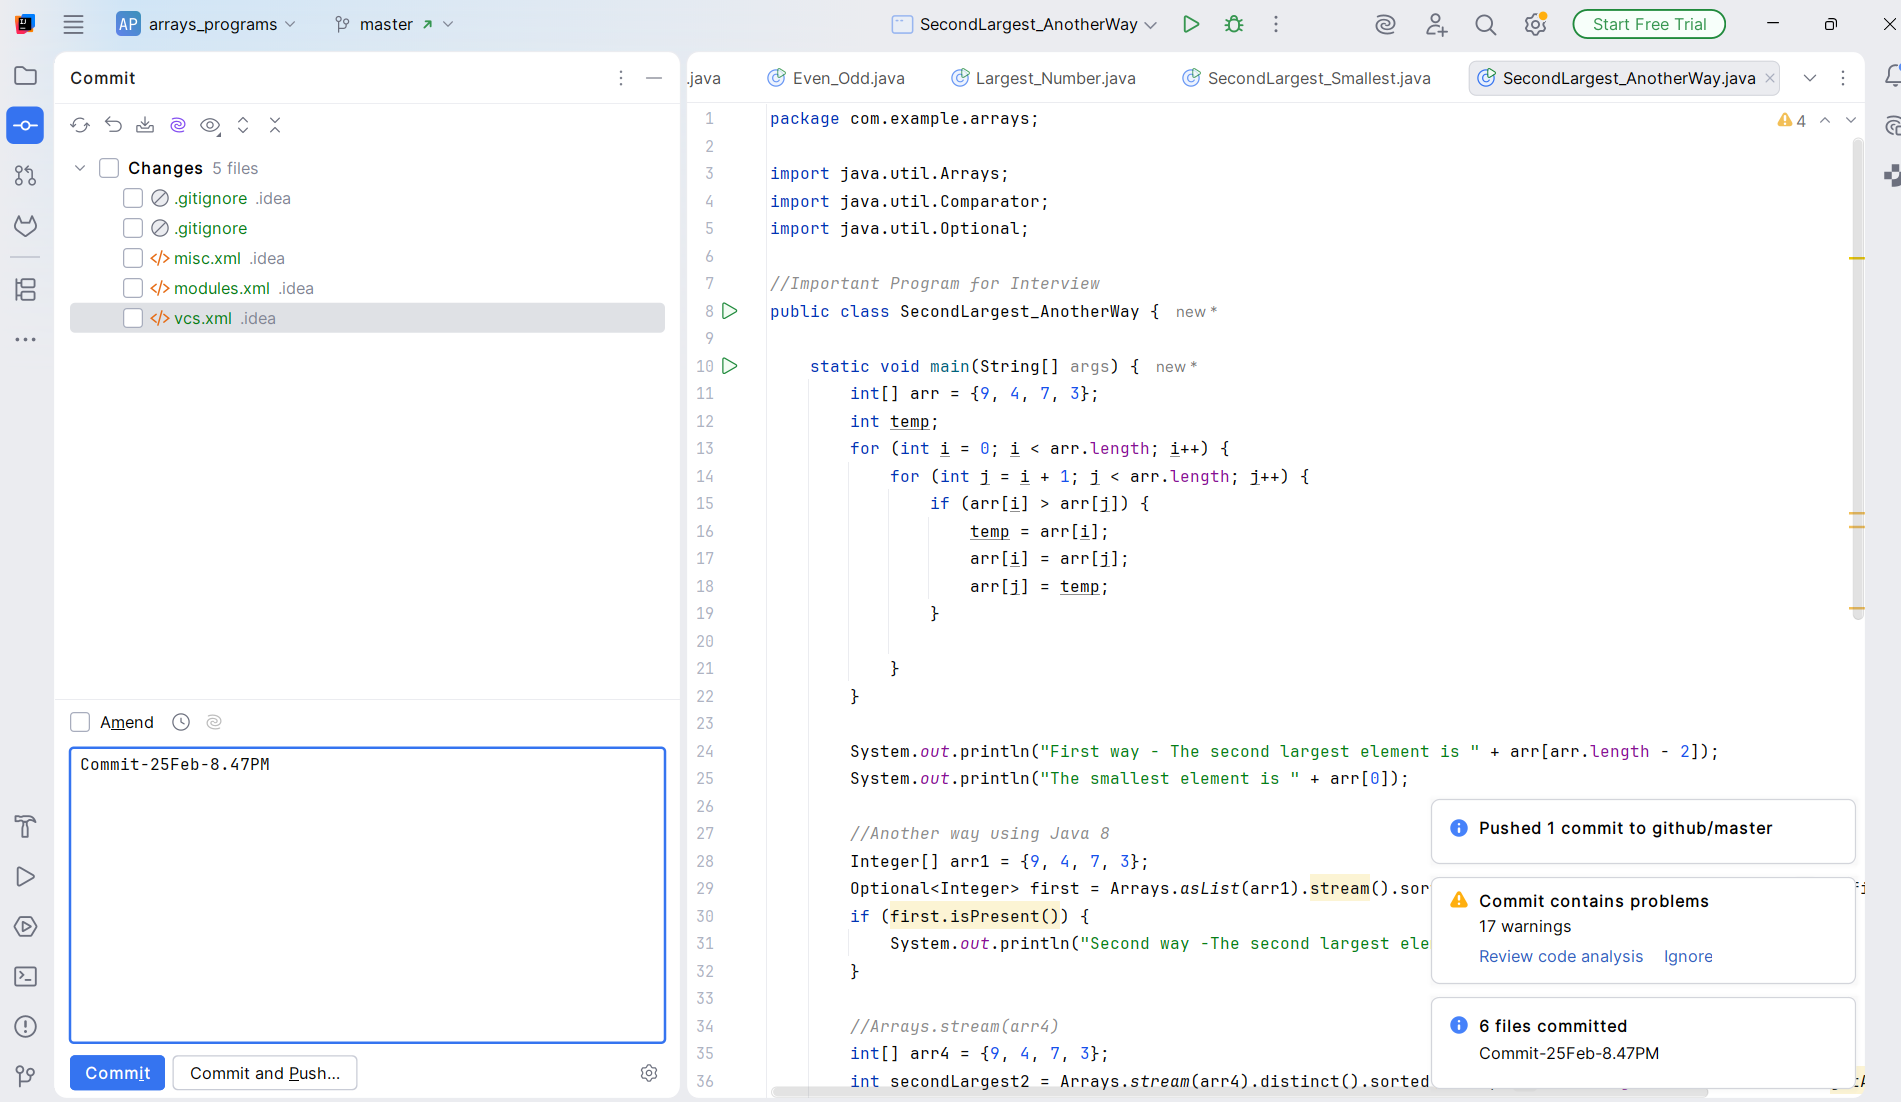 AP arrays_programs master SecondLargest_AnotherWay Start Free Trial
Commit
.java Even_Odd.java Largest_Number.java SecondLargest_Smallest.java SecondLargest_AnotherWay.java
Changes 5 files
.gitignore .idea
.gitignore
misc.xml .idea
modules.xml .idea
vcs.xml .idea
Amend
Commit-25Feb-8.47PM
Commit Commit and Push...
4
1 package com.example.arrays;
2
3 import java.util.Arrays;
4 import java.util.Comparator;
5 import java.util.Optional;
6
7 //Important Program for Interview
8 public class SecondLargest_AnotherWay { new *
9
10 static void main(String[] args) { new *
11 int[] arr = {9, 4, 7, 3};
12 int temp;
13 for (int i = 0; i < arr.length; i++) {
14 for (int j = i + 1; j < arr.length; j++) {
15 if (arr[i] > arr[j]) {
16 temp = arr[i];
17 arr[i] = arr[j];
18 arr[j] = temp;
19 }
20
21 }
22 }
23
24 System.out.println("First way - The second largest element is " + arr[arr.length - 2]);
25 System.out.println("The smallest element is " + arr[0]);
26
27 //Another way using Java 8
28 Integer[] arr1 = {9, 4, 7, 3};
29 Optional<Integer> first = Arrays.asList(arr1).stream().sor
30 if (first.isPresent()) {
31 System.out.println("Second way -The second largest ele
32 }
33
34 //Arrays.stream(arr4)
35 int[] arr4 = {9, 4, 7, 3};
36 int secondLargest2 = Arrays.stream(arr4).distinct().sorted
Pushed 1 commit to github/master
Commit contains problems
17 warnings
Review code analysis Ignore
6 files committed
Commit-25Feb-8.47PM